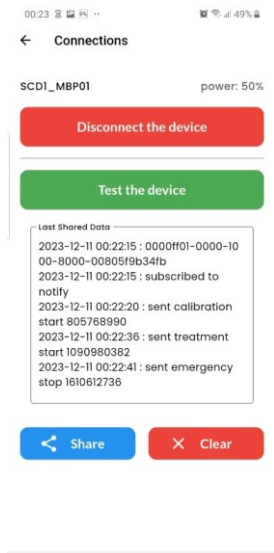 00:23
49%
Connections
SCD1_MBP01 power: 50%
Disconnect the device
Test the device
Last Shared Data
2023-12-11 00:22:15 : 0000ff01-0000-10
00-8000-00805f9b34fb
2023-12-11 00:22:15 : subscribed to
notify
2023-12-11 00:22:20 : sent calibration
start 805768990
2023-12-11 00:22:36 : sent treatment
start 1090980382
2023-12-11 00:22:41 : sent emergency
stop 1610612736
Share
Clear